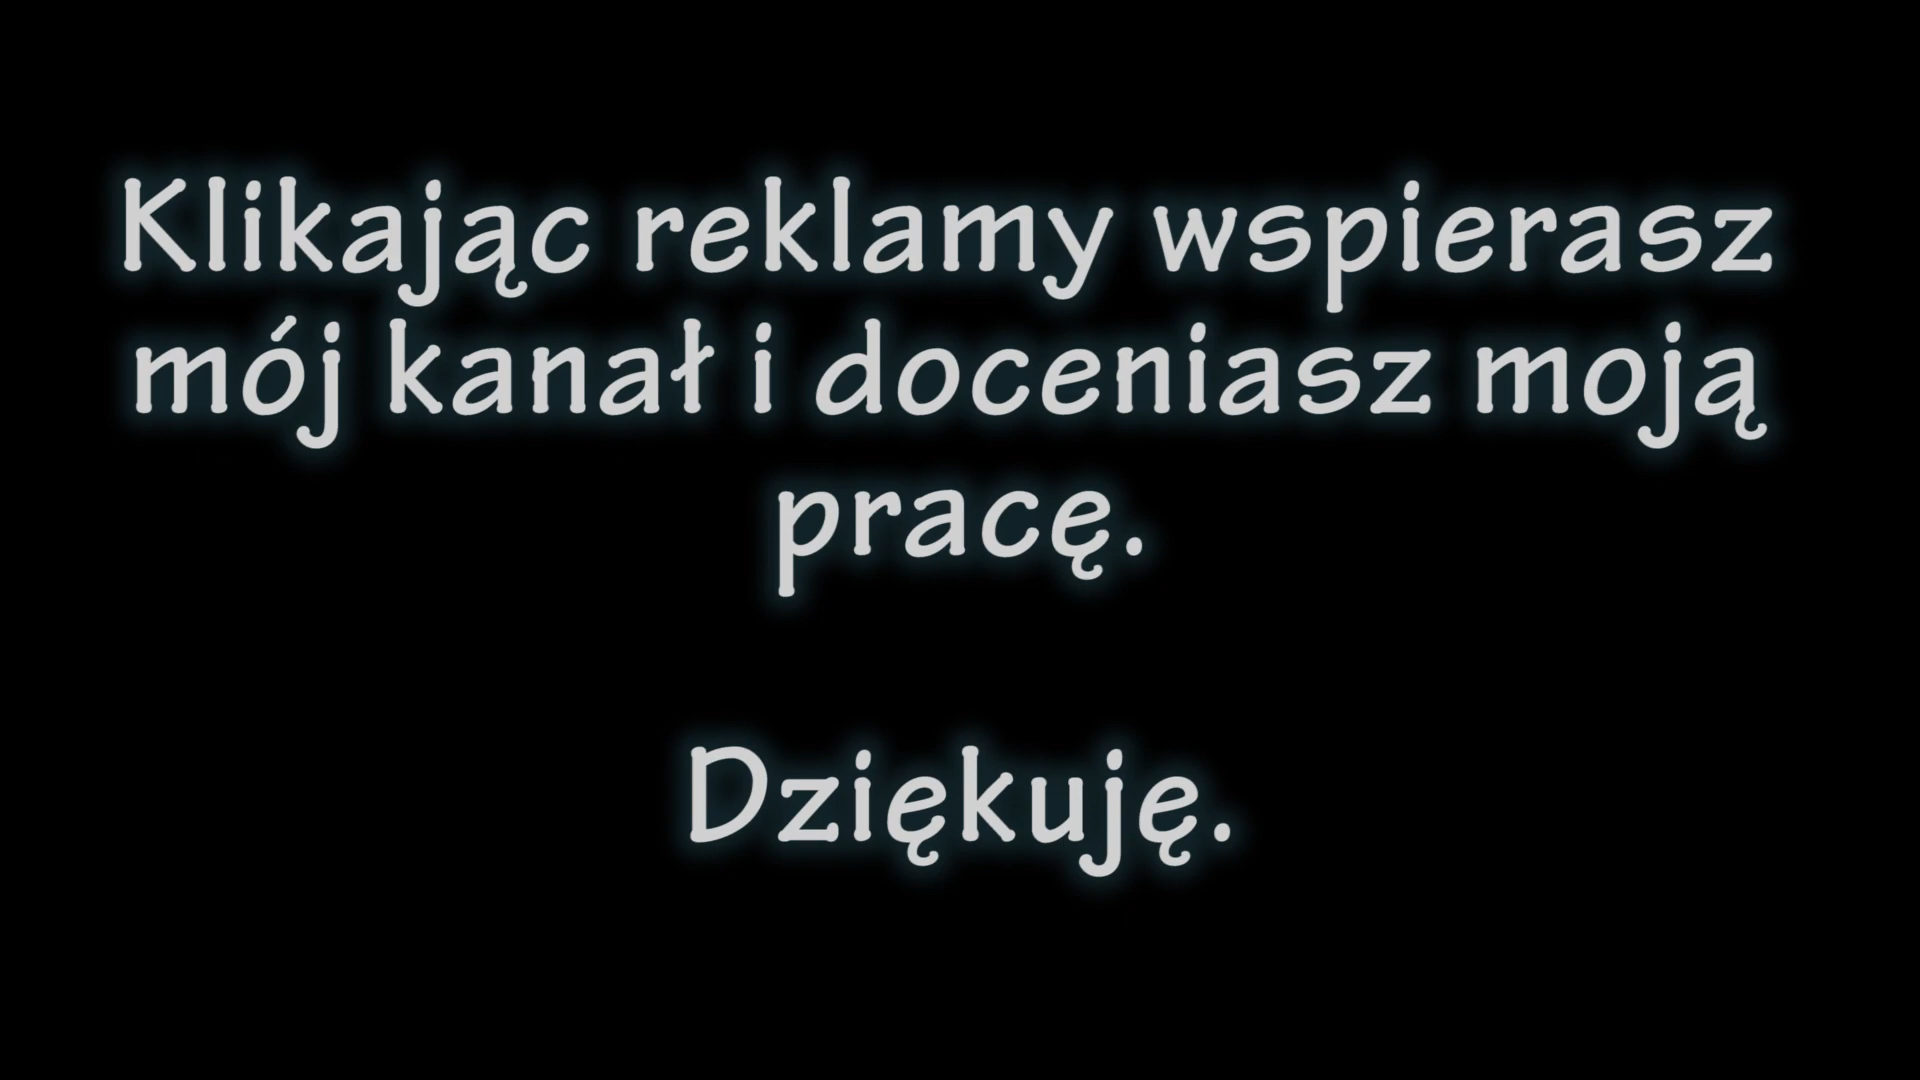 Klikając reklamy wspierasz
mój kanał i doceniasz moją
pracę.
Dziękuję.